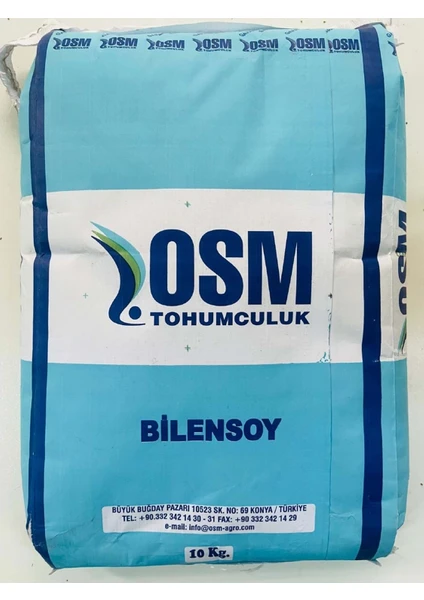 OSM OSM OSM OSM OSM OSM OSM
OSM
TOHUMCULUK
OSM
BİLENSOY
BÜYÜK BUĞDAY PAZARI 10523 SK. NO: 69 KONYA / TÜRKİYE
TEL: +90.332 342 14 30 - 31 FAX: +90 332 342 14 29
e-mail: info@osm-agro.com
10 Kg.